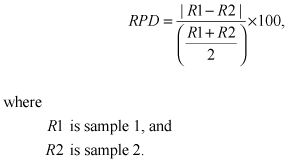 RPD = | R1 − R2 | / ( (R1 + R2) / 2 ) × 100,
where
R1 is sample 1, and
R2 is sample 2.